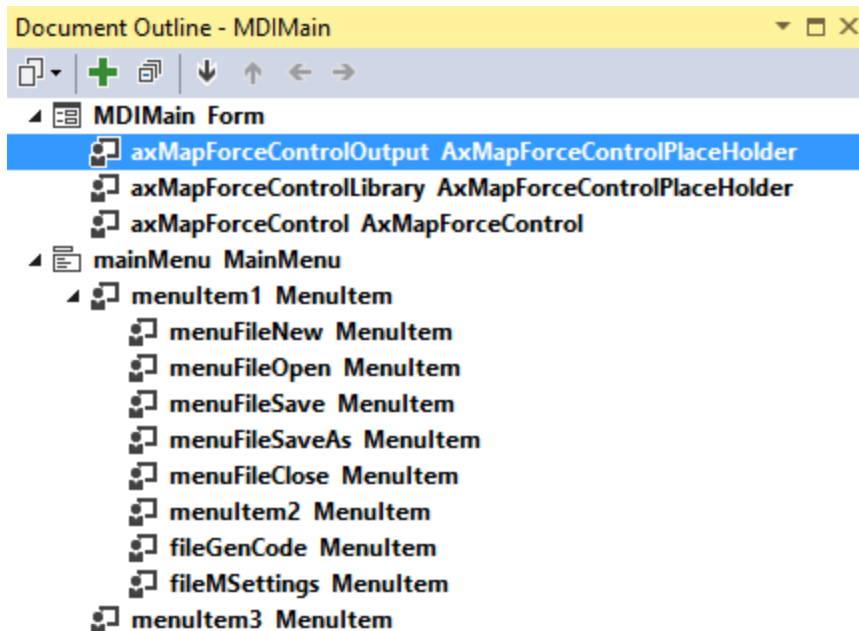 Document Outline - MDIMain
MDIMain Form
axMapForceControlOutput AxMapForceControlPlaceHolder
axMapForceControlLibrary AxMapForceControlPlaceHolder
axMapForceControl AxMapForceControl
mainMenu MainMenu
menuItem1 MenuItem
menuFileNew MenuItem
menuFileOpen MenuItem
menuFileSave MenuItem
menuFileSaveAs MenuItem
menuFileClose MenuItem
menuItem2 MenuItem
fileGenCode MenuItem
fileMSettings MenuItem
menuItem3 MenuItem